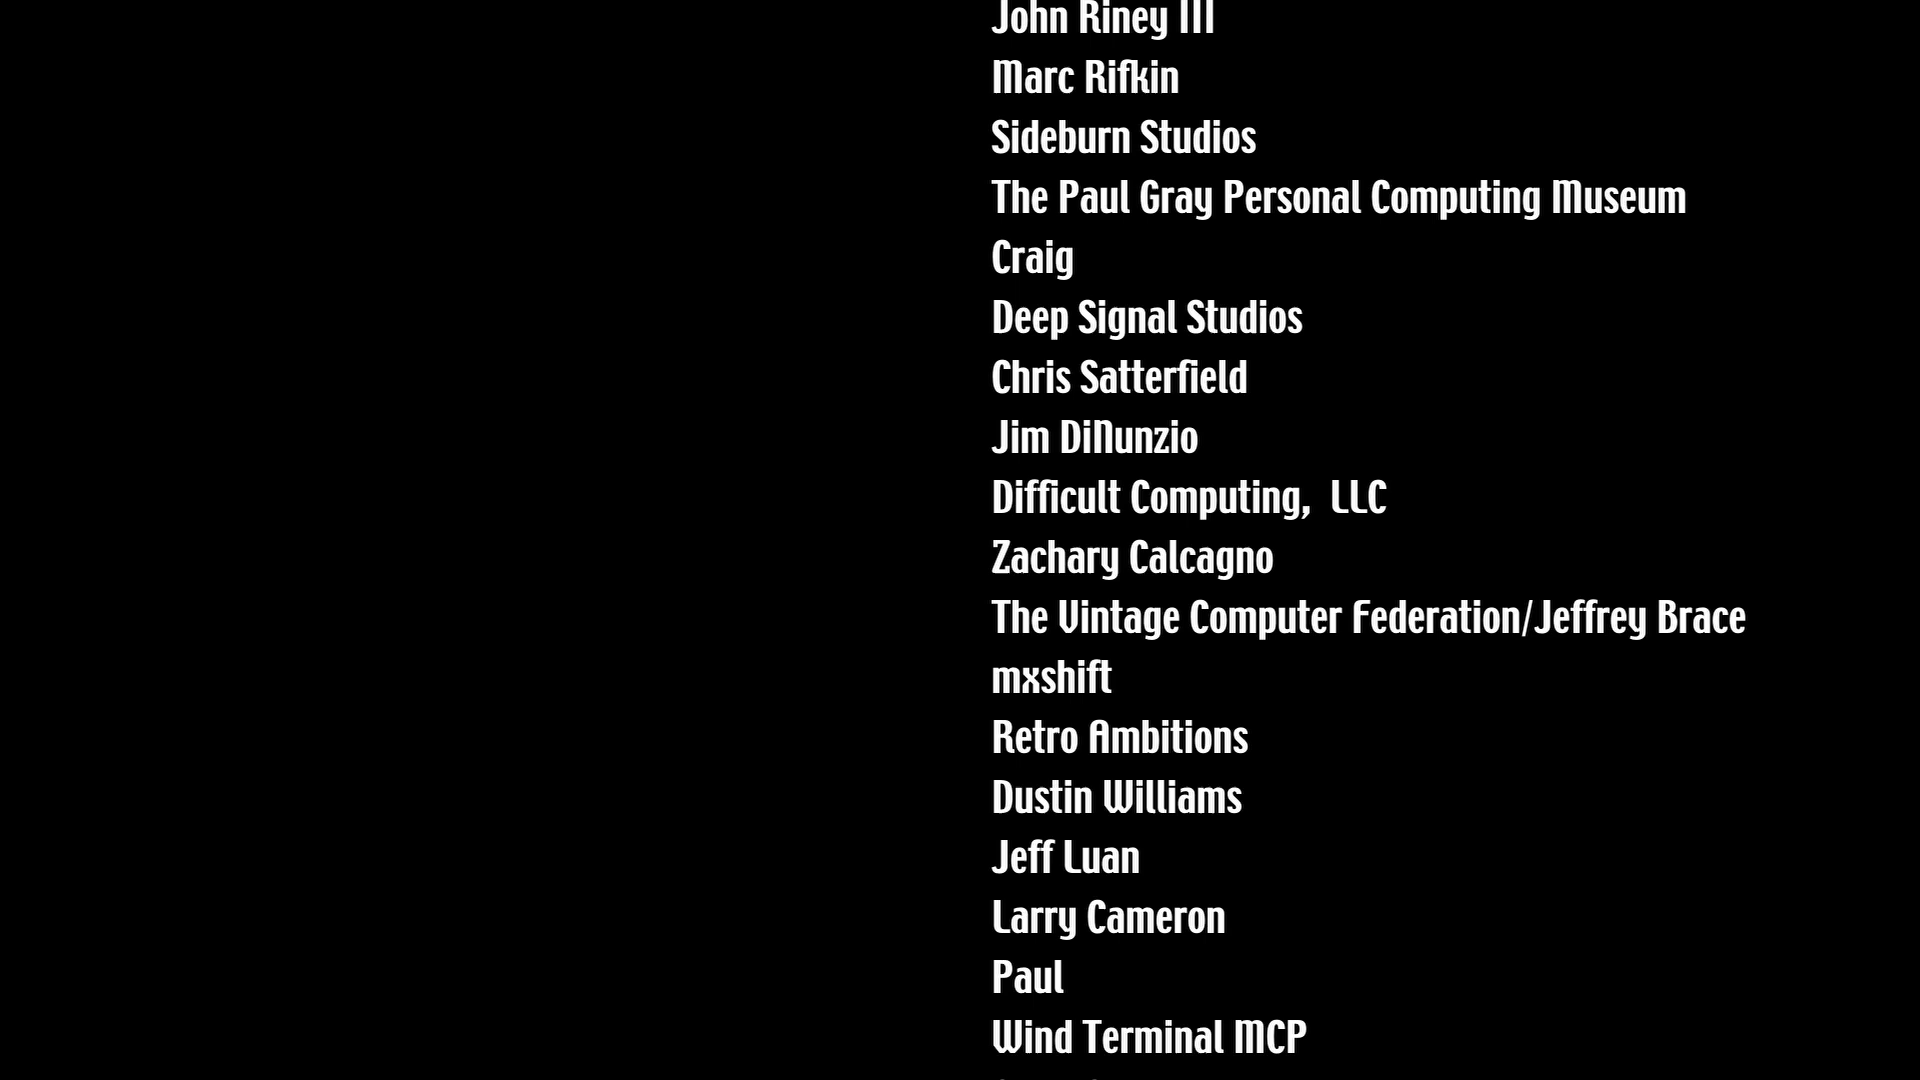 John Riney III
Marc Rifkin
Sideburn Studios
The Paul Gray Personal Computing Museum
Craig
Deep Signal Studios
Chris Satterfield
Jim DiNunzio
Difficult Computing,  LLC
Zachary Calcagno
The Vintage Computer Federation/Jeffrey Brace
mxshift
Retro Ambitions
Dustin Williams
Jeff Luan
Larry Cameron
Paul
Wind Terminal MCP